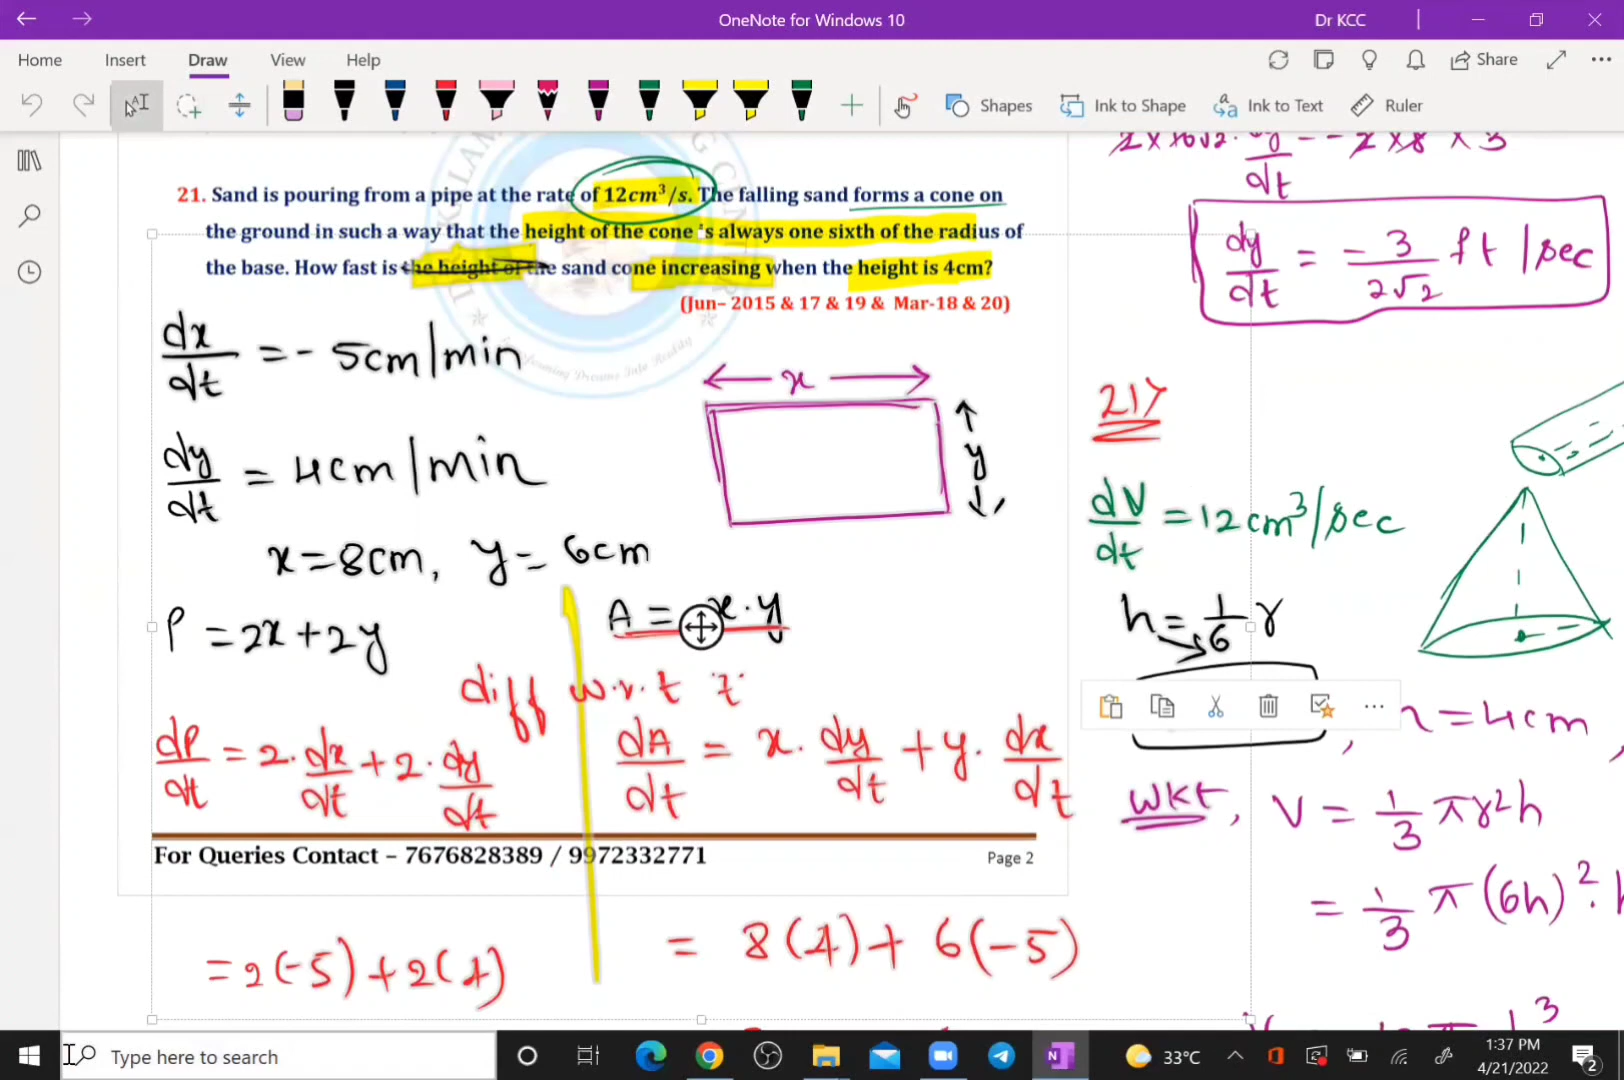 OneNote for Windows 10
Dr KCC
Home Insert Draw View Help
Share
Shapes Ink to Shape Ink to Text Ruler
21. Sand is pouring from a pipe at the rate of 12cm³/s. The falling sand forms a cone on
the ground in such a way that the height of the cone is always one sixth of the radius of
the base. How fast is the height of the sand cone increasing when the height is 4cm?
(Jun– 2015 & 17 & 19 & Mar-18 & 20)
dx/dt = - 5cm/min
dy/dt = 4cm/min
x=8cm, y= 6cm
P = 2x+2y
A = x.y
diff w.r.t 't'
dP/dt = 2. dx/dt + 2. dy/dt
dA/dt = x. dy/dt + y. dx/dt
x
y
For Queries Contact – 7676828389 / 9972332771
Page 2
= 2(-5)+2(4)
= 8(4)+ 6(-5)
dy/dt = -3/2√2 ft/sec
21)
dV/dt = 12cm³/sec
h = 1/6 r
=4cm,
WKT, V = 1/3 πr²h
= 1/3 π (6h)².h
Type here to search
33°C
1:37 PM
4/21/2022
2